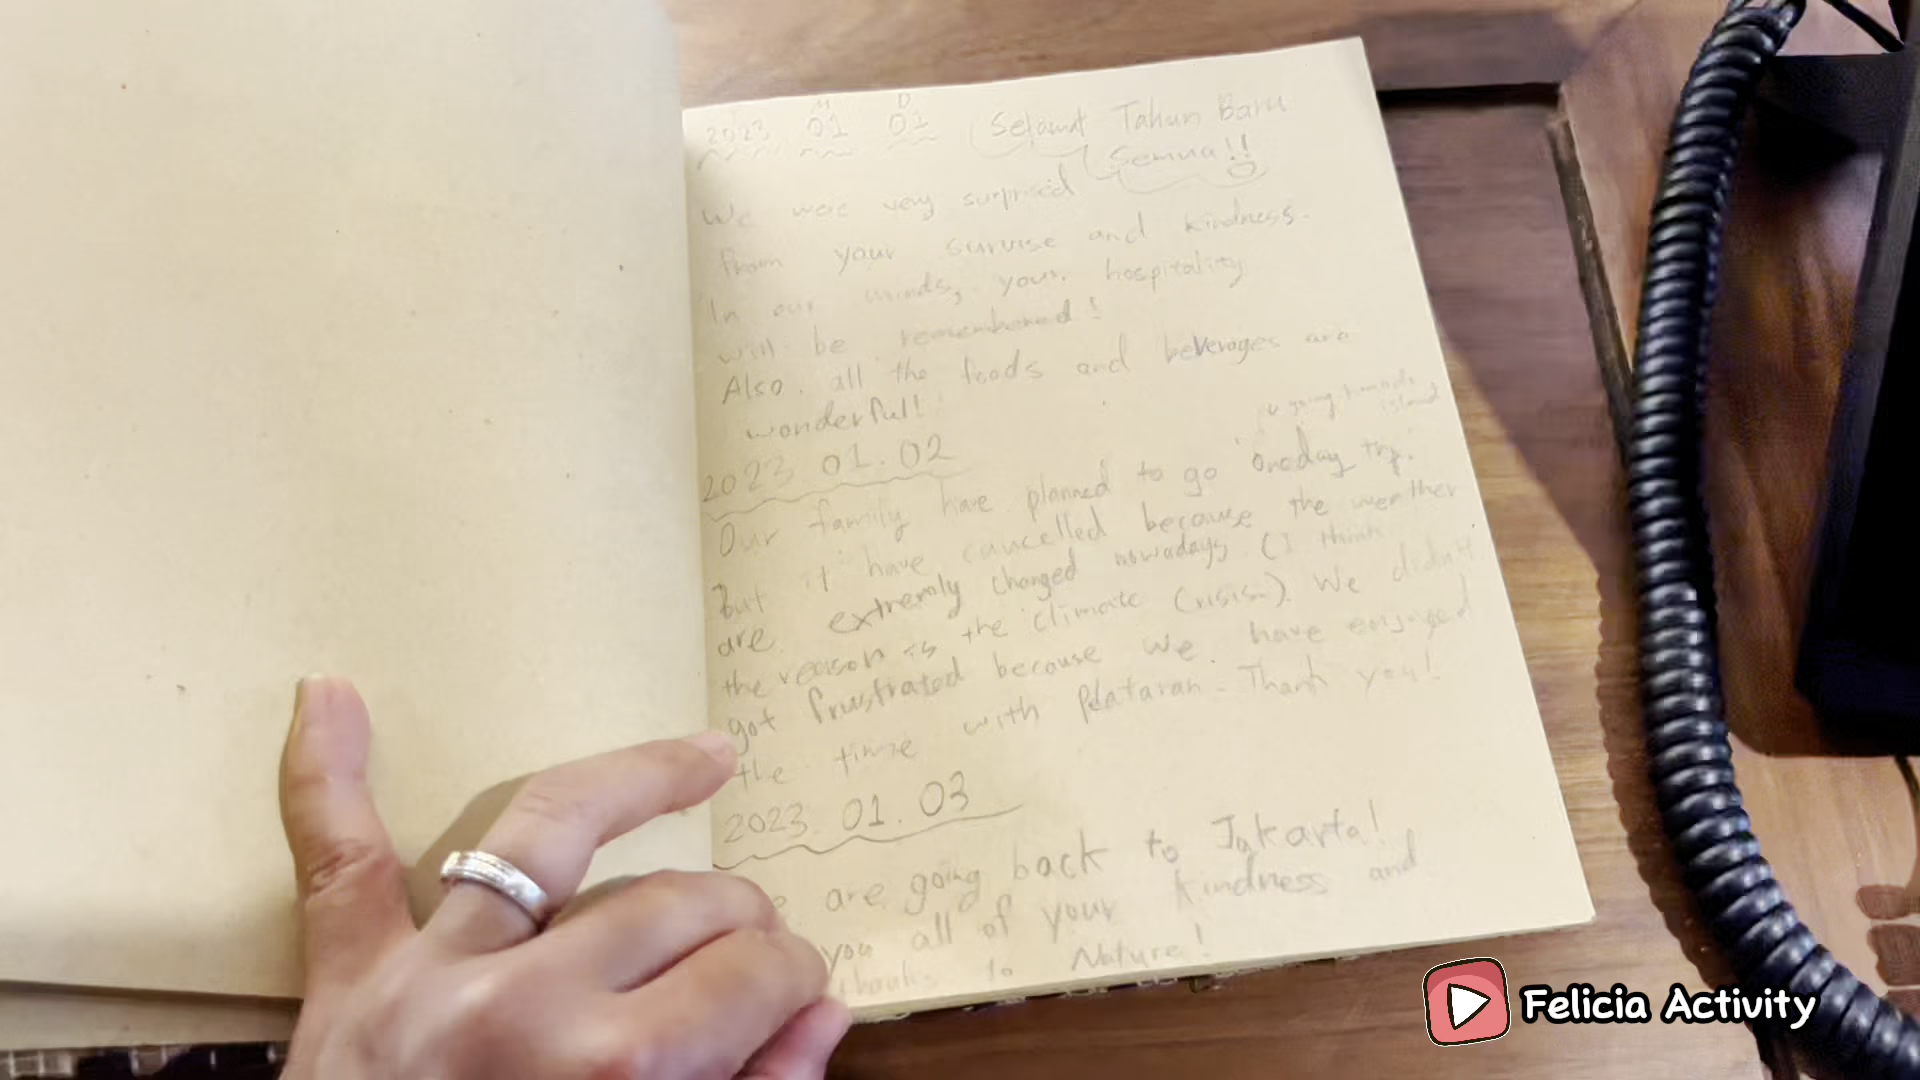 M D
2023 01 01 Selamat Tahun Baru
Semua!!
We were very surprised
from your survise and kindness.
In our minds, your hospitality
will be remembered!
Also, all the foods and beverages are
wonderful!
going
island
2023. 01. 02
Our family have planned to go 'oneday trip.'
But it have cancelled because the weather
are extremly changed nowadays (I think
the reason is the climate crisis). We didn't
got frustrated because we have enjoyed
the time with Plataran. Thank you!
2023. 01. 03
are going back to Jakarta!
you all of your kindness and
thanks to Nature!
Felicia Activity